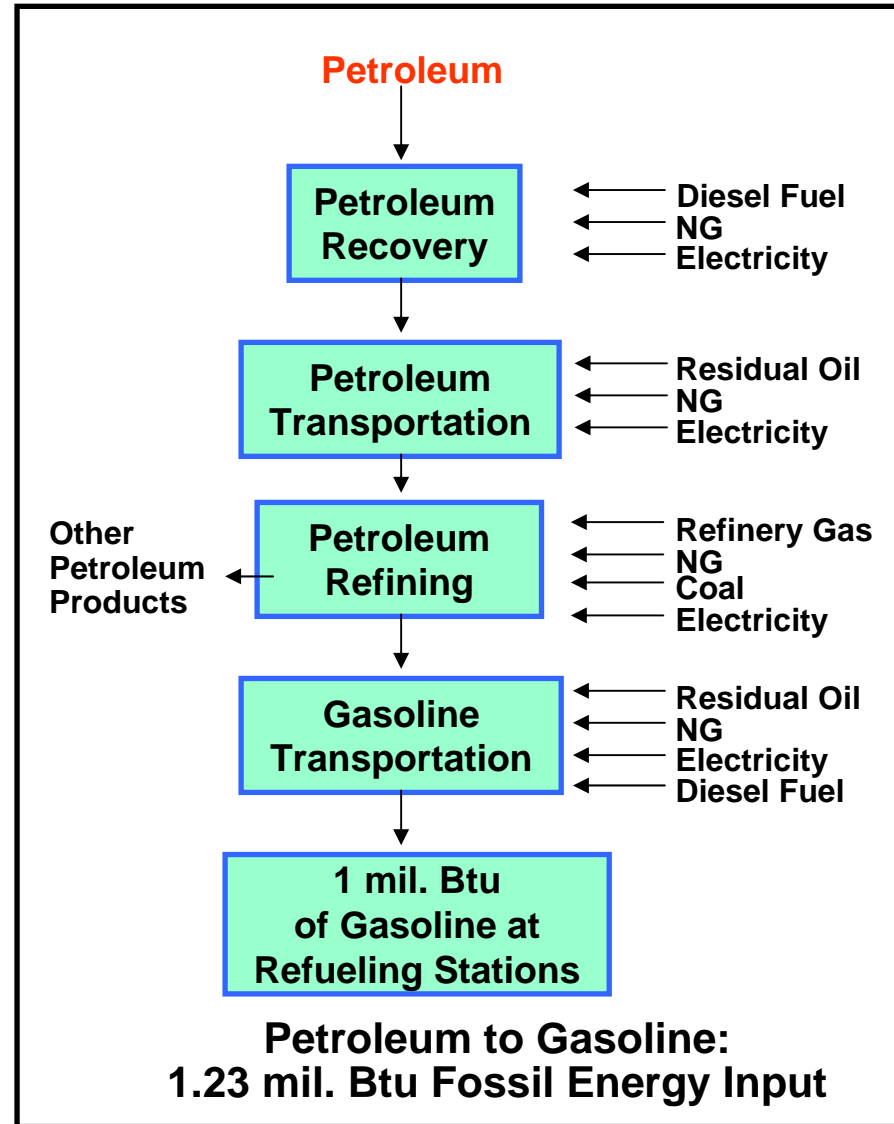 Petroleum
Petroleum
Recovery
Diesel Fuel
NG
Electricity
Petroleum
Transportation
Residual Oil
NG
Electricity
Other
Petroleum
Products
Petroleum
Refining
Refinery Gas
NG
Coal
Electricity
Gasoline
Transportation
Residual Oil
NG
Electricity
Diesel Fuel
1 mil. Btu
of Gasoline at
Refueling Stations
Petroleum to Gasoline:
1.23 mil. Btu Fossil Energy Input